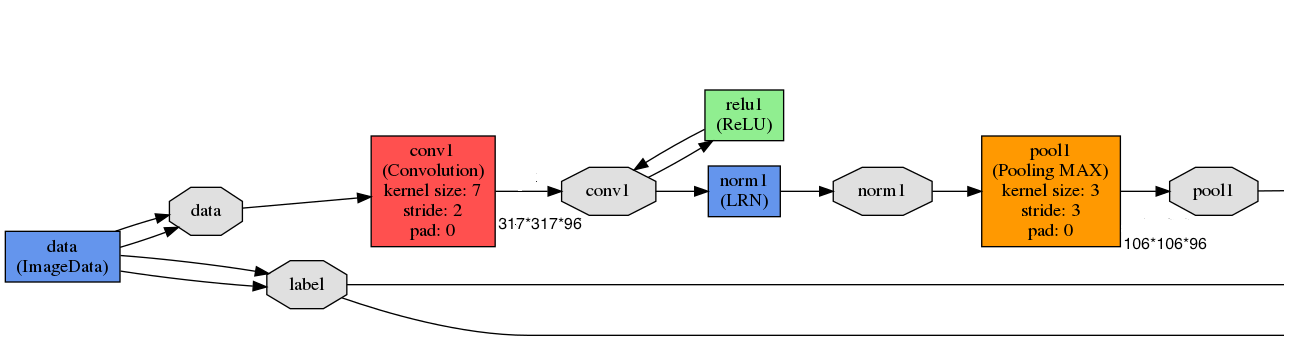 data
(ImageData)
data
label
conv1
(Convolution)
kernel size: 7
stride: 2
pad: 0
317*317*96
conv1
relu1
(ReLU)
norm1
(LRN)
norm1
pool1
(Pooling MAX)
kernel size: 3
stride: 3
pad: 0
106*106*96
pool1